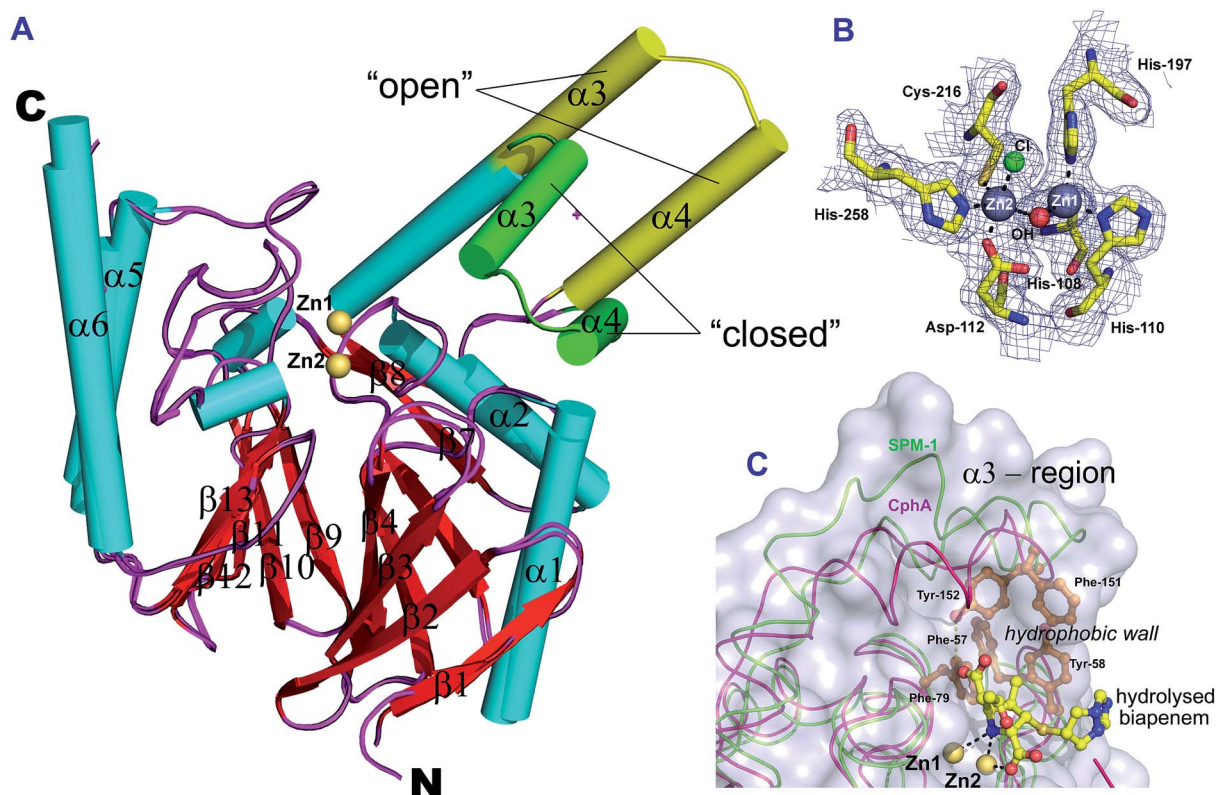 A
C
"open"
α3
α3
α4
α4
"closed"
α5
α6
Zn1
Zn2
β8
α2
β7
β13
β11
β9
β4
β12
β10
β3
α1
β2
β1
N
B
His-197
Cys-216
Cl
Zn2
Zn1
His-258
OH
His-108
Asp-112
His-110
C
SPM-1
α3 – region
CphA
Tyr-152
Phe-151
Phe-57
hydrophobic wall
Tyr-58
Phe-79
hydrolysed
biapenem
Zn1
Zn2